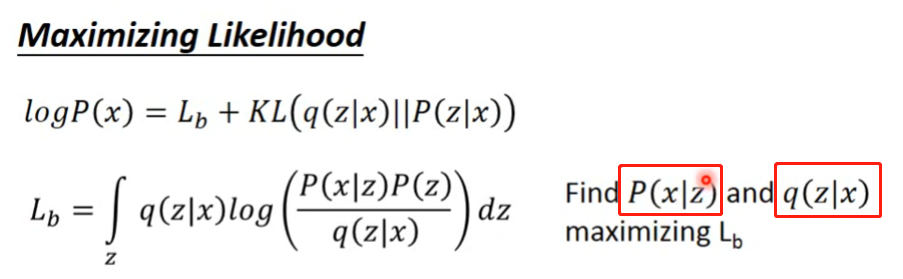 Maximizing Likelihood
logP(x) = L_b + KL(q(z|x)||P(z|x))
L_b = ∫_z q(z|x)log(P(x|z)P(z)/q(z|x))dz
Find P(x|z) and q(z|x)
maximizing L_b